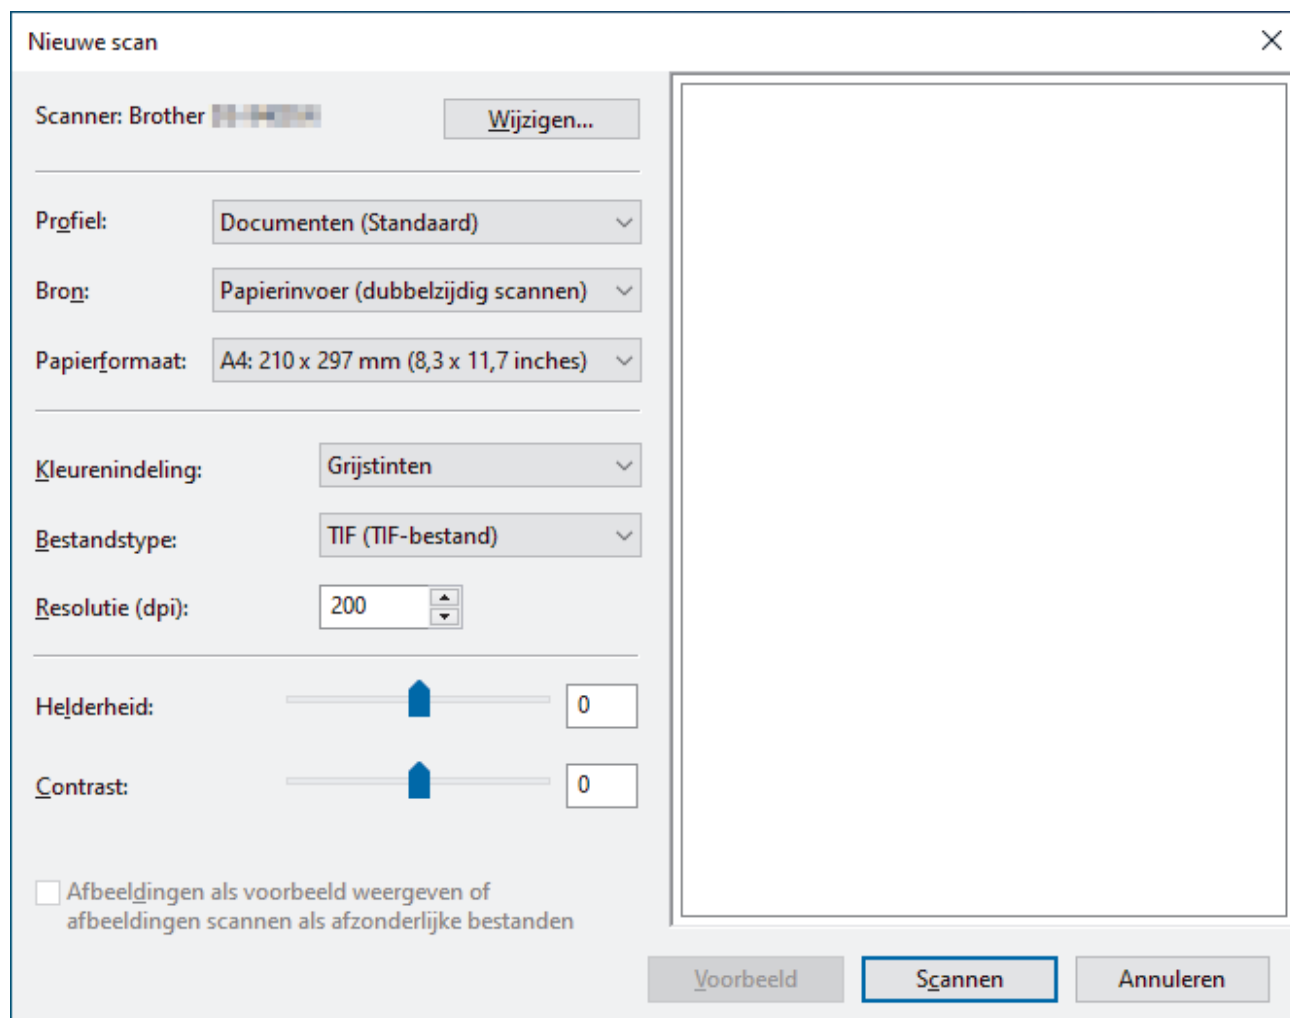 Nieuwe scan
Scanner: Brother
Wijzigen...
Profiel: Documenten (Standaard)
Bron: Papierinvoer (dubbelzijdig scannen)
Papierformaat: A4: 210 x 297 mm (8,3 x 11,7 inches)
Kleurenindeling: Grijstinten
Bestandstype: TIF (TIF-bestand)
Resolutie (dpi): 200
Helderheid: 0
Contrast: 0
Afbeeldingen als voorbeeld weergeven of
afbeeldingen scannen als afzonderlijke bestanden
Voorbeeld Scannen Annuleren